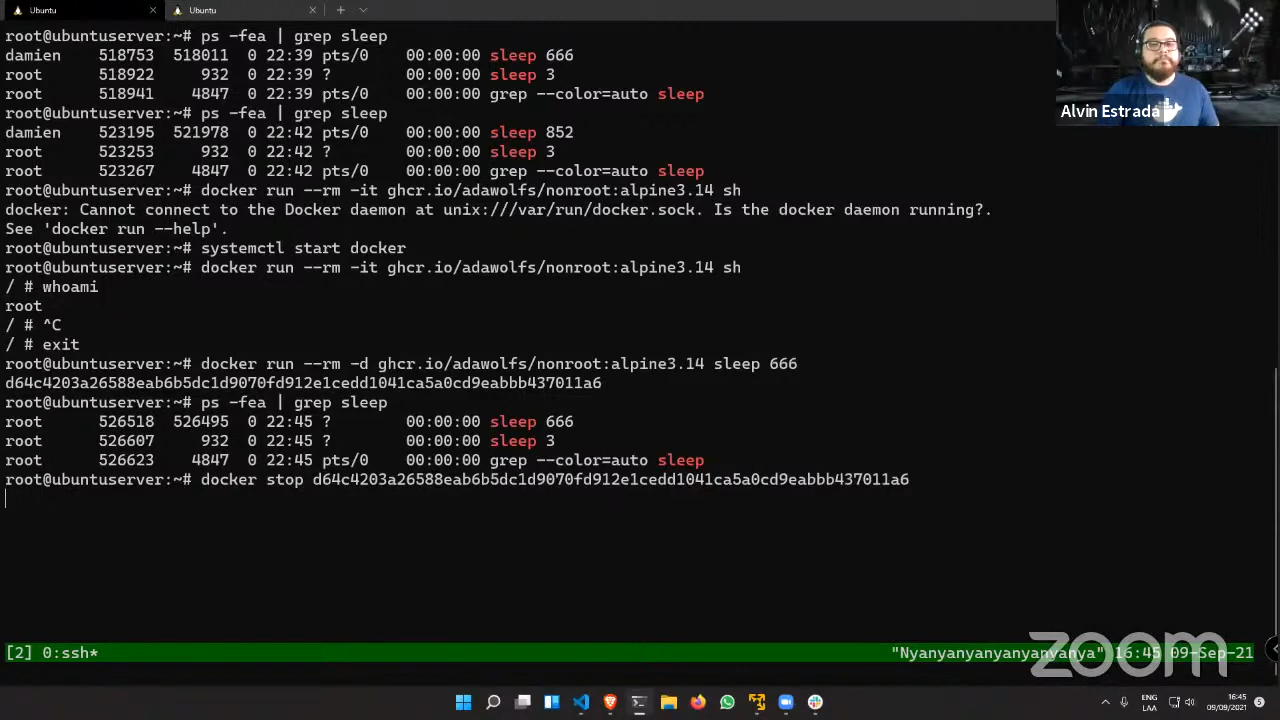 Ubuntu
Ubuntu
root@ubuntuserver:~# ps -fea | grep sleep
damien 518753 518011 0 22:39 pts/0 00:00:00 sleep 666
root 518922 932 0 22:39 ? 00:00:00 sleep 3
root 518941 4847 0 22:39 pts/0 00:00:00 grep --color=auto sleep
root@ubuntuserver:~# ps -fea | grep sleep
damien 523195 521978 0 22:42 pts/0 00:00:00 sleep 852
root 523253 932 0 22:42 ? 00:00:00 sleep 3
root 523267 4847 0 22:42 pts/0 00:00:00 grep --color=auto sleep
root@ubuntuserver:~# docker run --rm -it ghcr.io/adawolfs/nonroot:alpine3.14 sh
docker: Cannot connect to the Docker daemon at unix:///var/run/docker.sock. Is the docker daemon running?.
See 'docker run --help'.
root@ubuntuserver:~# systemctl start docker
root@ubuntuserver:~# docker run --rm -it ghcr.io/adawolfs/nonroot:alpine3.14 sh
/ # whoami
root
/ # ^C
/ # exit
root@ubuntuserver:~# docker run --rm -d ghcr.io/adawolfs/nonroot:alpine3.14 sleep 666
d64c4203a26588eab6b5dc1d9070fd912e1cedd1041ca5a0cd9eabbb437011a6
root@ubuntuserver:~# ps -fea | grep sleep
root 526518 526495 0 22:45 ? 00:00:00 sleep 666
root 526607 932 0 22:45 ? 00:00:00 sleep 3
root 526623 4847 0 22:45 pts/0 00:00:00 grep --color=auto sleep
root@ubuntuserver:~# docker stop d64c4203a26588eab6b5dc1d9070fd912e1cedd1041ca5a0cd9eabbb437011a6
Alvin Estrada
[2] 0:ssh* "Nyanyanyanyanyanyanya" 16:45 09-Sep-21
zoom
ENG
LAA
16:45
09/09/2021
5